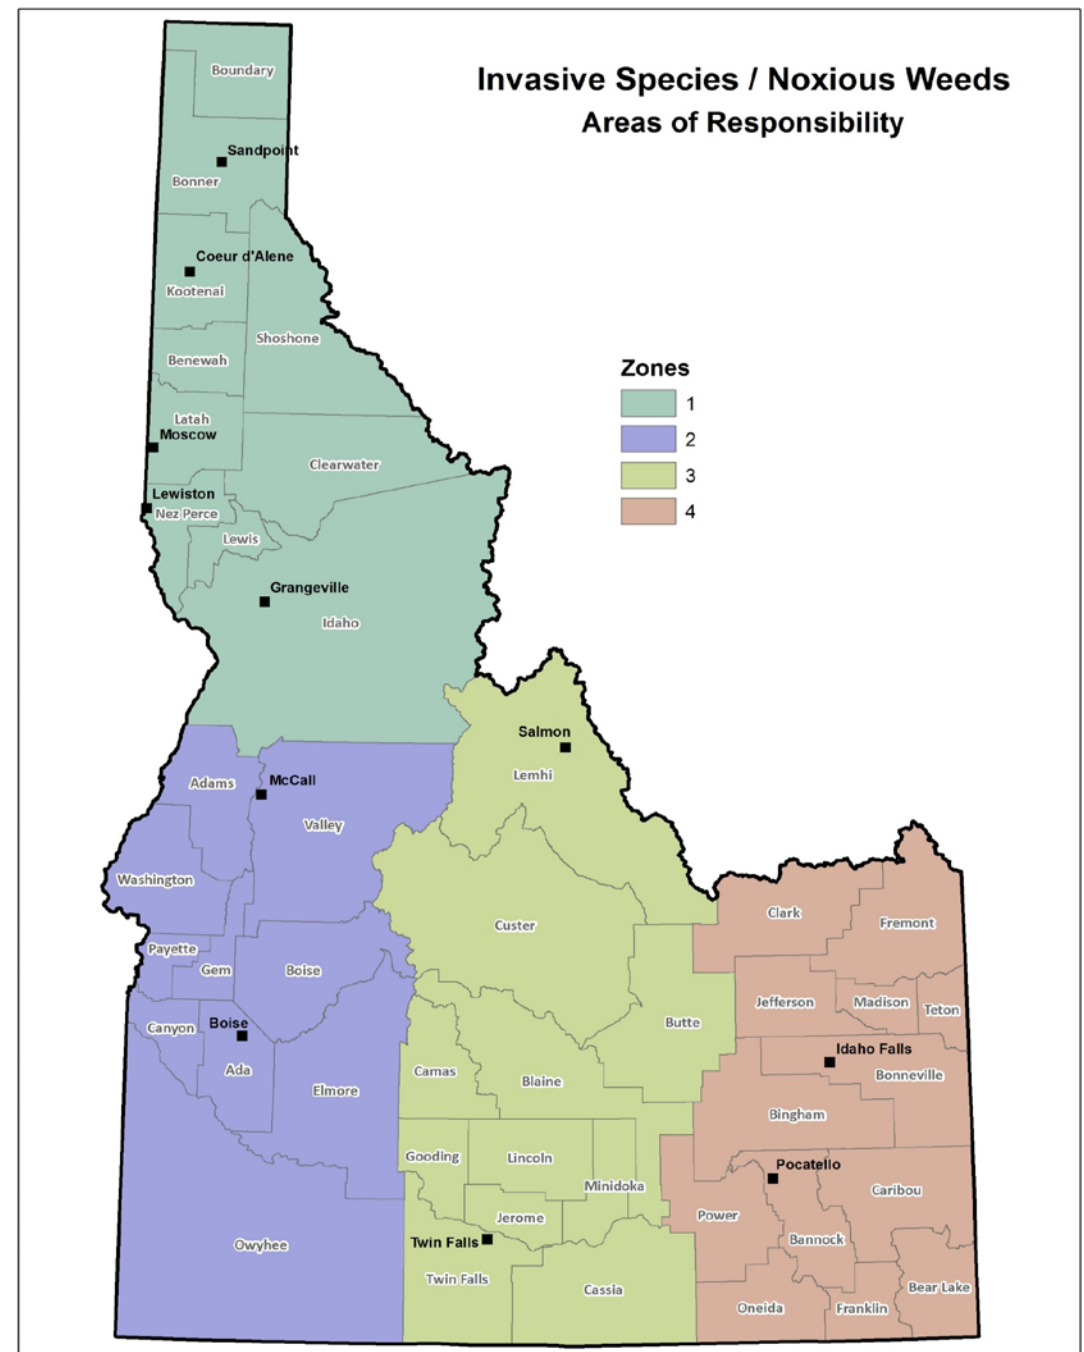 Invasive Species / Noxious Weeds
Areas of Responsibility
Boundary
Sandpoint
Bonner
Coeur d'Alene
Kootenai
Shoshone
Benewah
Zones
1
2
3
4
Latah
Moscow
Clearwater
Lewiston
Nez Perce
Lewis
Grangeville
Idaho
Salmon
Lemhi
McCall
Adams
Valley
Washington
Custer
Clark
Fremont
Payette
Gem
Boise
Butte
Jefferson
Madison
Teton
Canyon
Boise
Ada
Elmore
Camas
Blaine
Idaho Falls
Bonneville
Bingham
Gooding
Lincoln
Minidoka
Pocatello
Caribou
Power
Jerome
Bannock
Owyhee
Twin Falls
Twin Falls
Cassia
Oneida
Franklin
Bear Lake